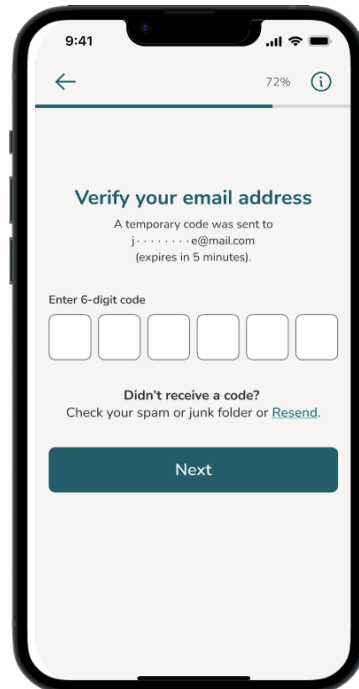 9:41
72%
Verify your email address
A temporary code was sent to
j········e@mail.com
(expires in 5 minutes).
Enter 6-digit code
Didn't receive a code?
Check your spam or junk folder or Resend.
Next